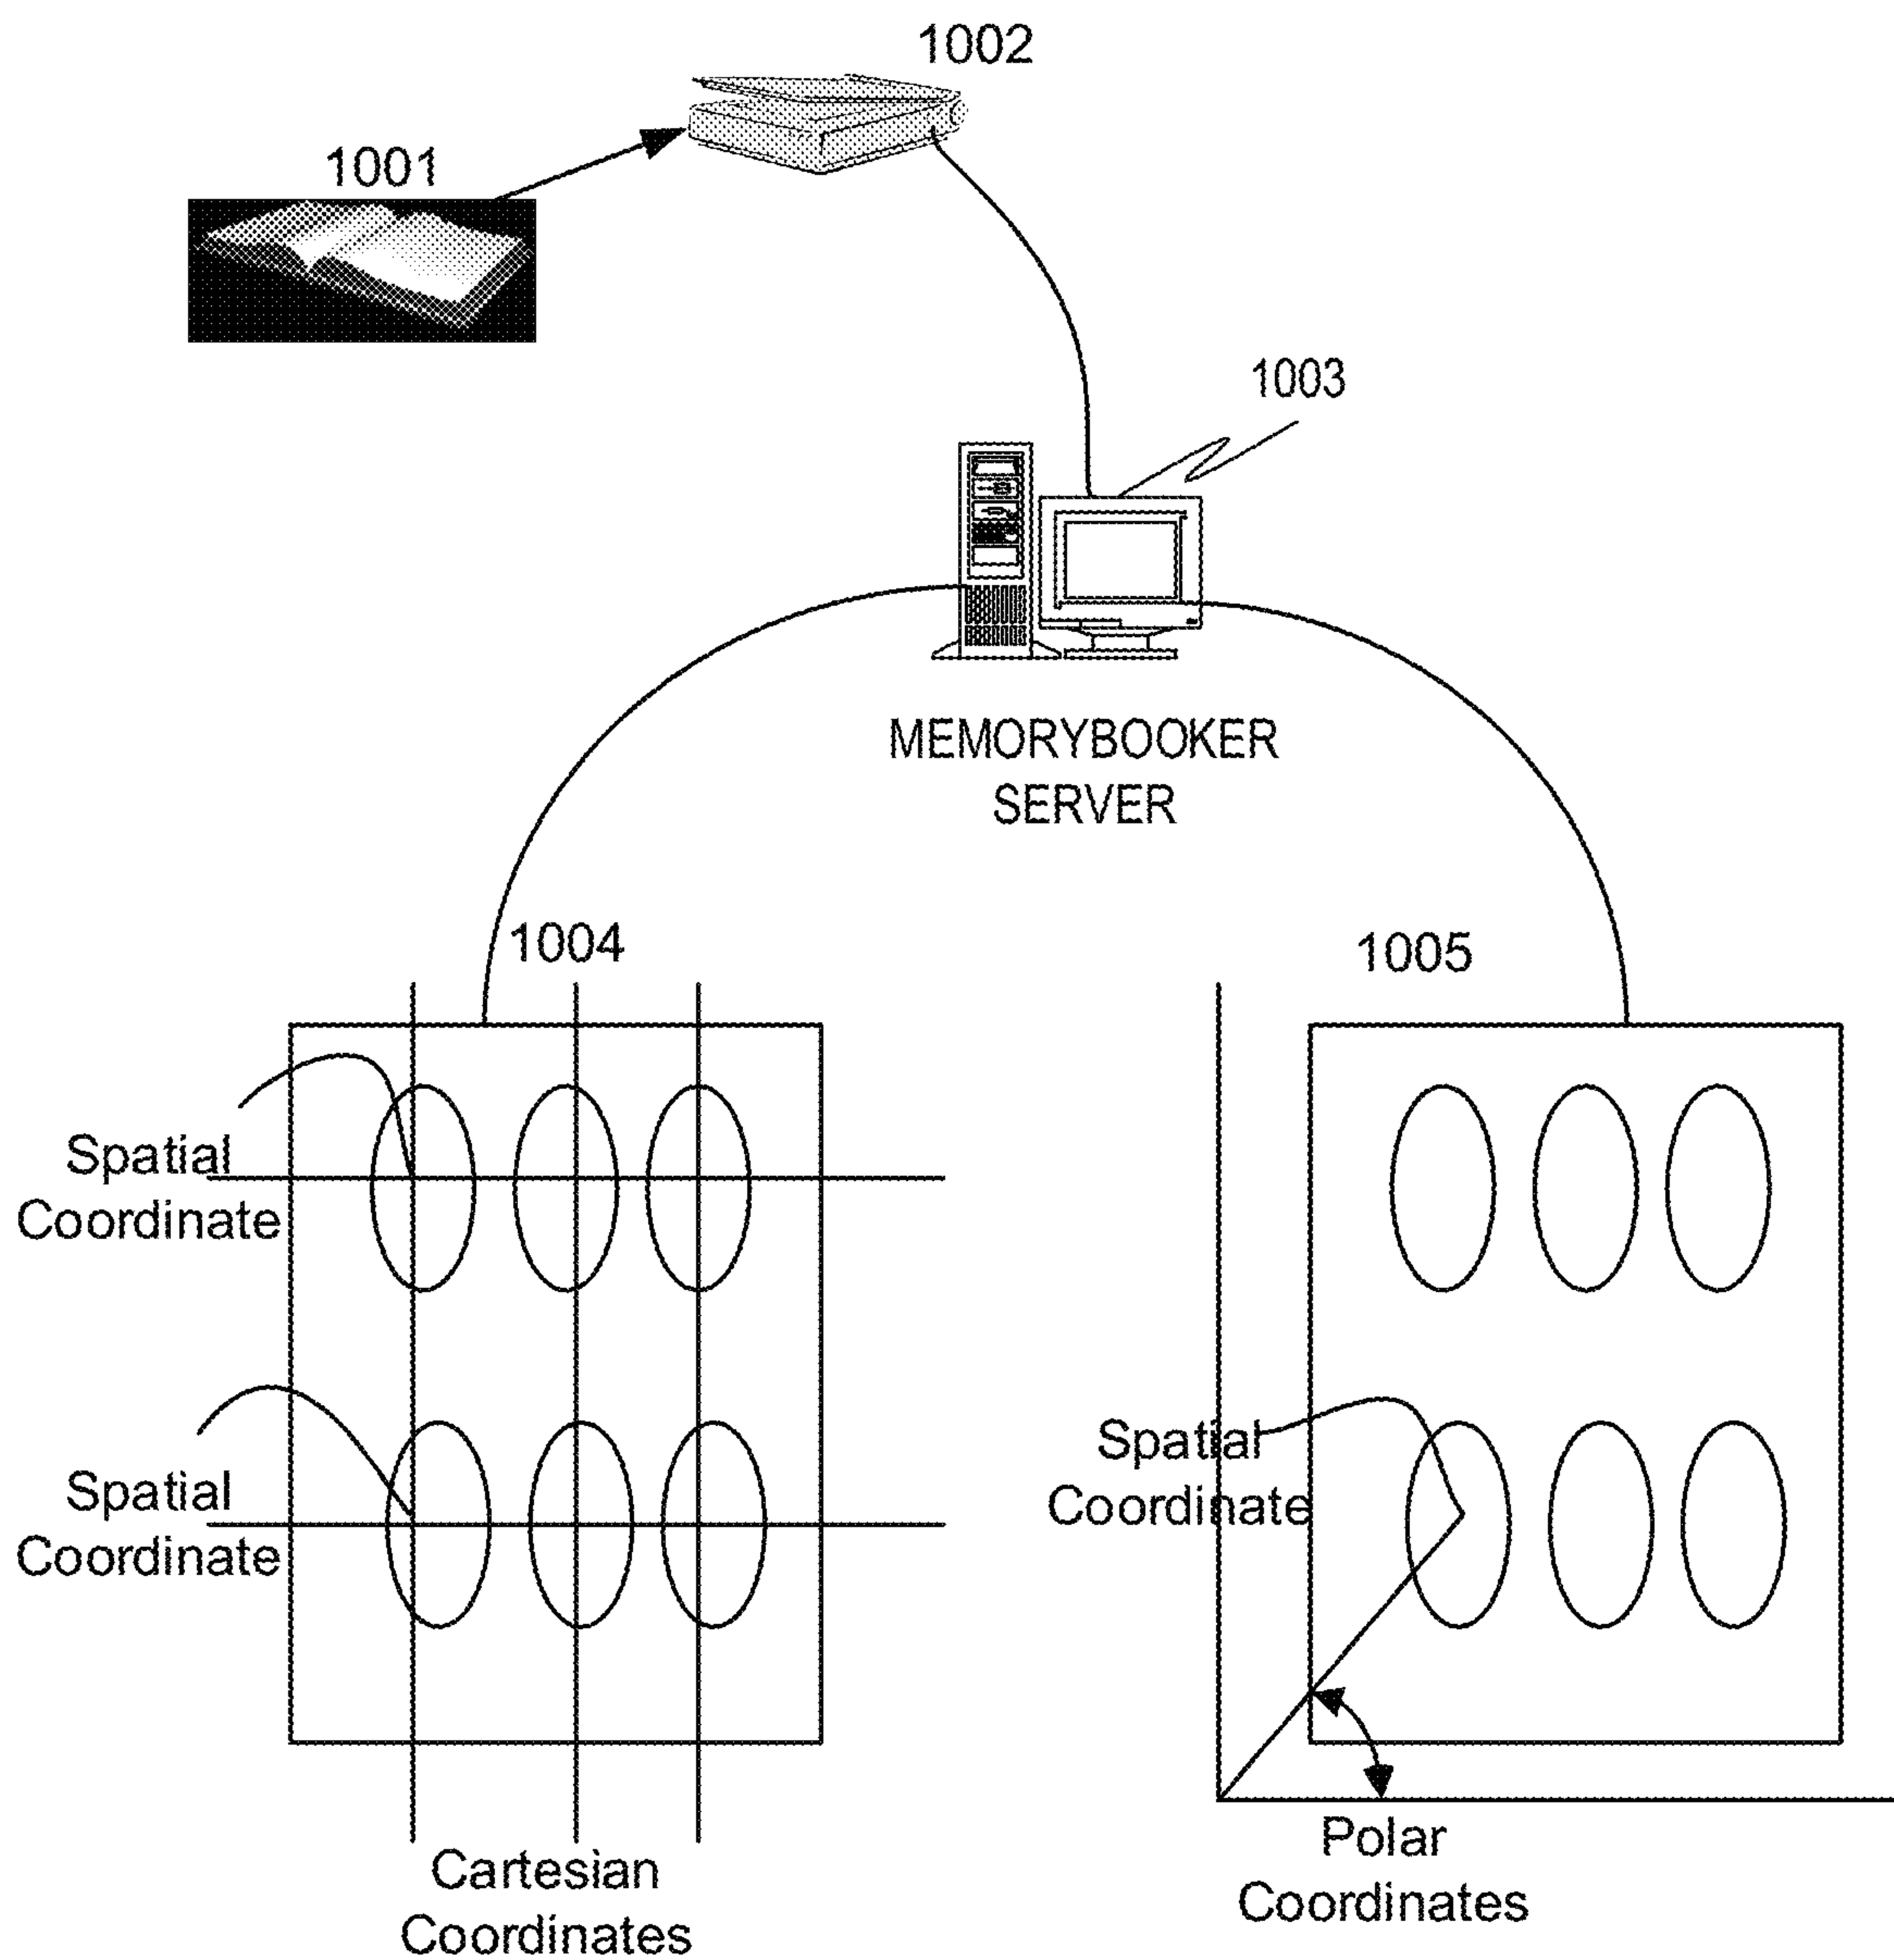 1002
1001
1003
MEMORYBOOKER
SERVER
1004
1005
Spatial
Coordinate
Spatial
Coordinate
Spatial
Coordinate
Cartesian
Coordinates
Polar
Coordinates